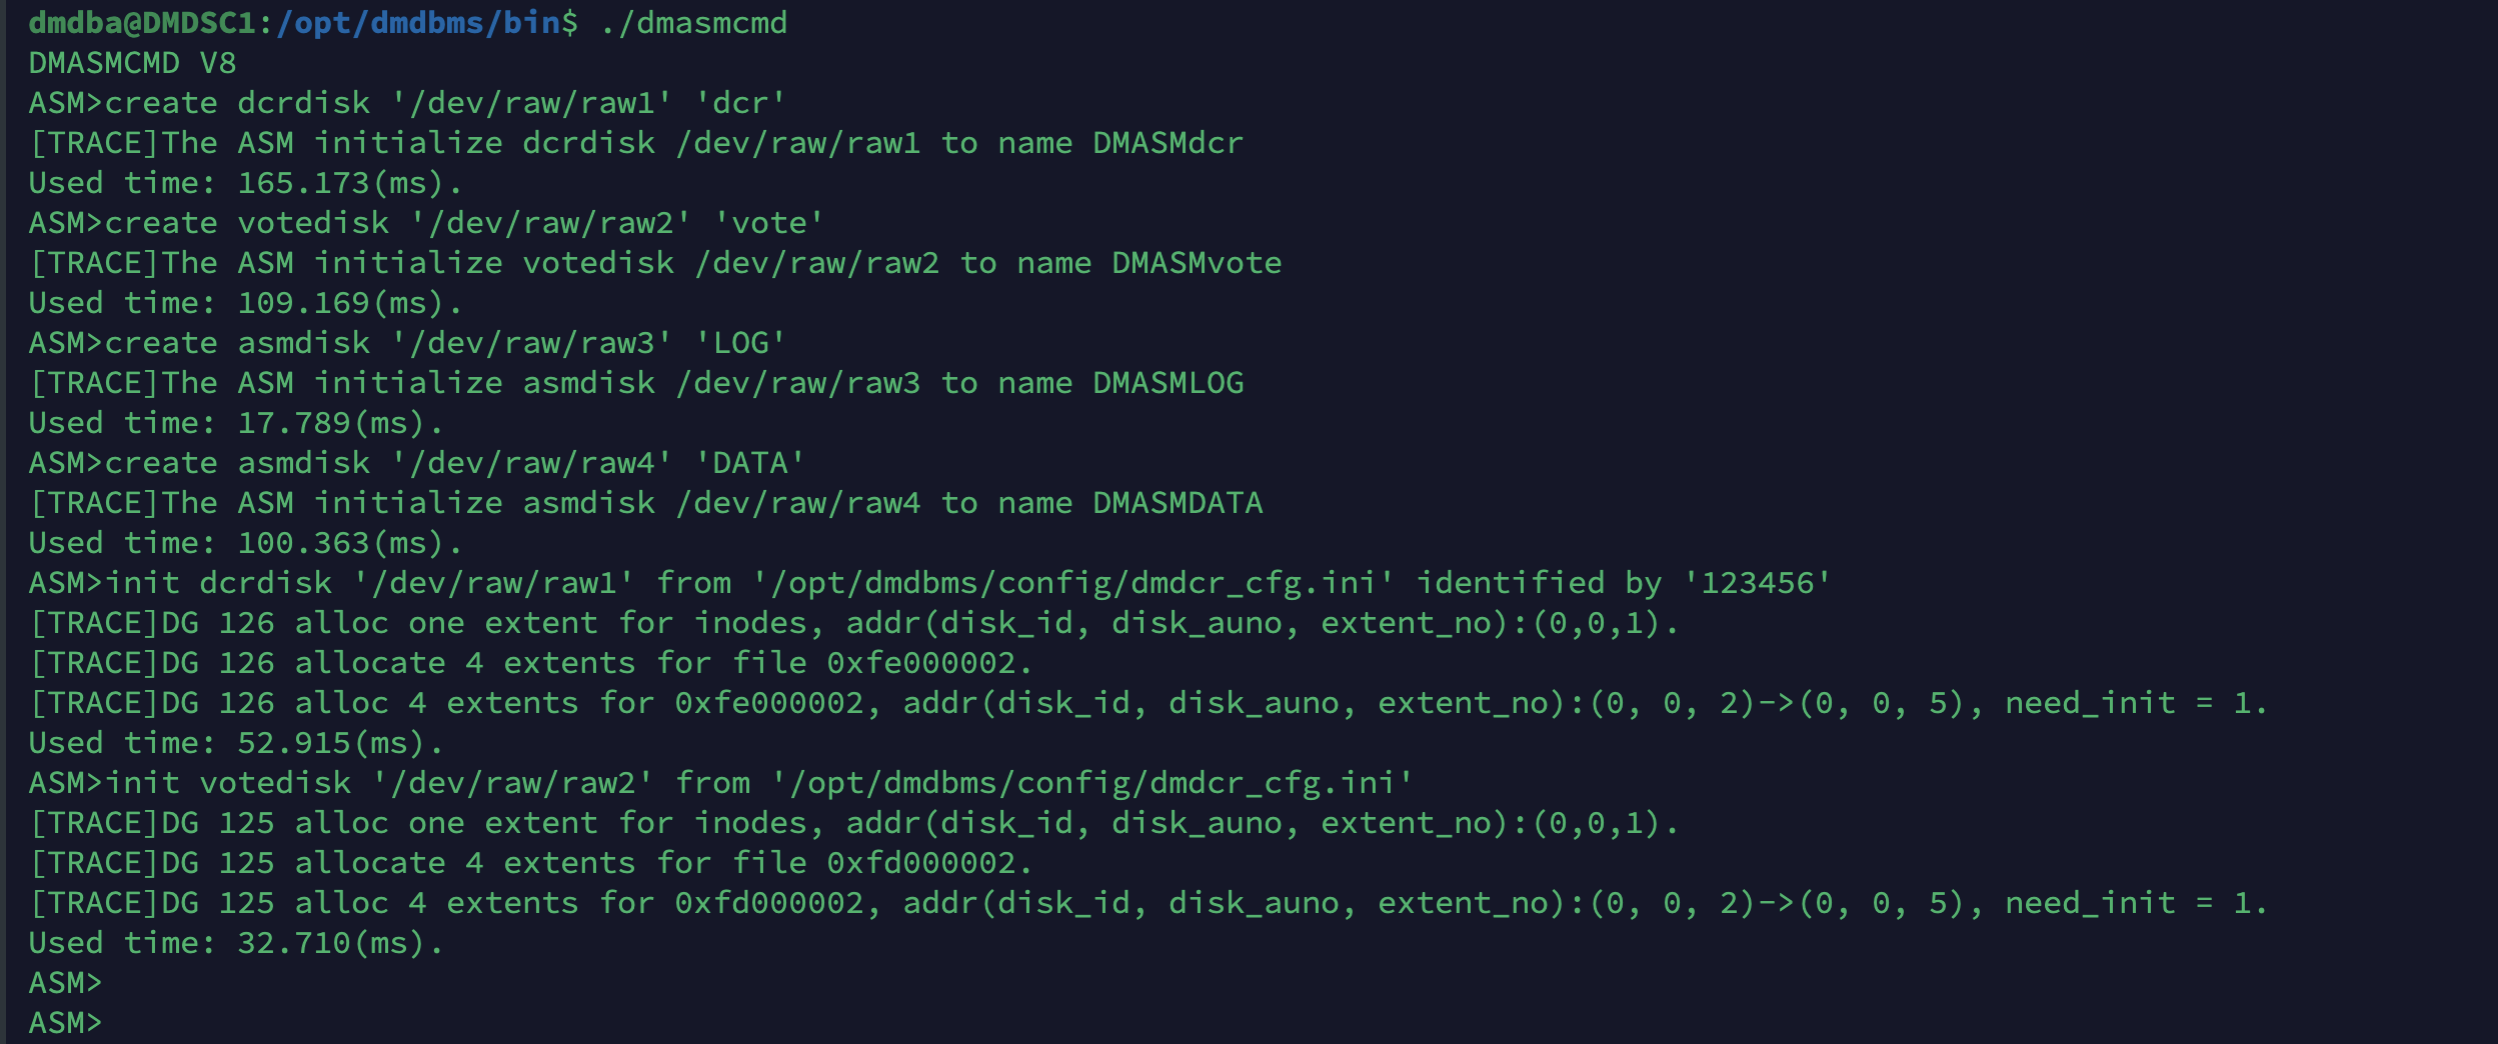 dmdba@DMDSC1:/opt/dmdbms/bin$ ./dmasmcmd
DMASMCMD V8
ASM>create dcrdisk '/dev/raw/raw1' 'dcr'
[TRACE]The ASM initialize dcrdisk /dev/raw/raw1 to name DMASMdcr
Used time: 165.173(ms).
ASM>create votedisk '/dev/raw/raw2' 'vote'
[TRACE]The ASM initialize votedisk /dev/raw/raw2 to name DMASMvote
Used time: 109.169(ms).
ASM>create asmdisk '/dev/raw/raw3' 'LOG'
[TRACE]The ASM initialize asmdisk /dev/raw/raw3 to name DMASMLOG
Used time: 17.789(ms).
ASM>create asmdisk '/dev/raw/raw4' 'DATA'
[TRACE]The ASM initialize asmdisk /dev/raw/raw4 to name DMASMDATA
Used time: 100.363(ms).
ASM>init dcrdisk '/dev/raw/raw1' from '/opt/dmdbms/config/dmdcr_cfg.ini' identified by '123456'
[TRACE]DG 126 alloc one extent for inodes, addr(disk_id, disk_auno, extent_no):(0,0,1).
[TRACE]DG 126 allocate 4 extents for file 0xfe000002.
[TRACE]DG 126 alloc 4 extents for 0xfe000002, addr(disk_id, disk_auno, extent_no):(0, 0, 2)->(0, 0, 5), need_init = 1.
Used time: 52.915(ms).
ASM>init votedisk '/dev/raw/raw2' from '/opt/dmdbms/config/dmdcr_cfg.ini'
[TRACE]DG 125 alloc one extent for inodes, addr(disk_id, disk_auno, extent_no):(0,0,1).
[TRACE]DG 125 allocate 4 extents for file 0xfd000002.
[TRACE]DG 125 alloc 4 extents for 0xfd000002, addr(disk_id, disk_auno, extent_no):(0, 0, 2)->(0, 0, 5), need_init = 1.
Used time: 32.710(ms).
ASM>
ASM>